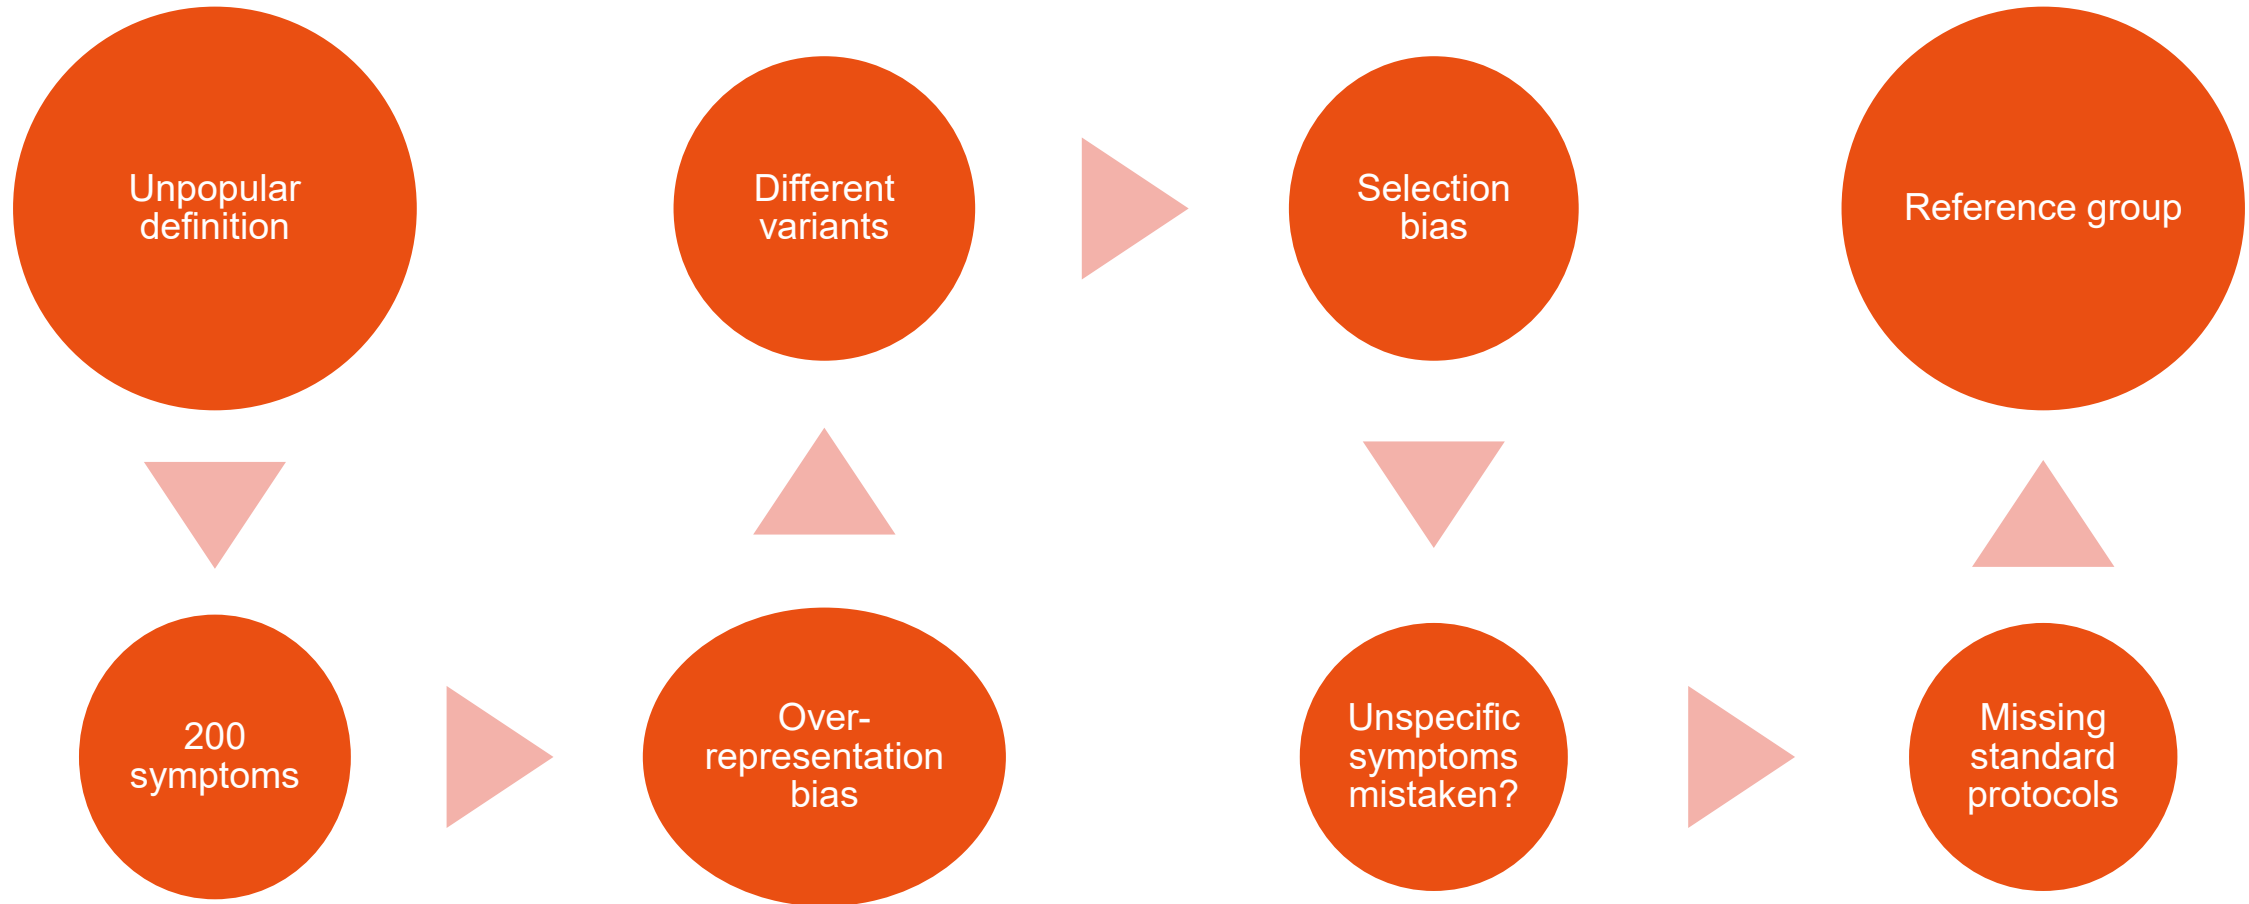 Unpopular
definition
200
symptoms
Over-
representation
bias
Different
variants
Selection
bias
Unspecific
symptoms
mistaken?
Missing
standard
protocols
Reference group